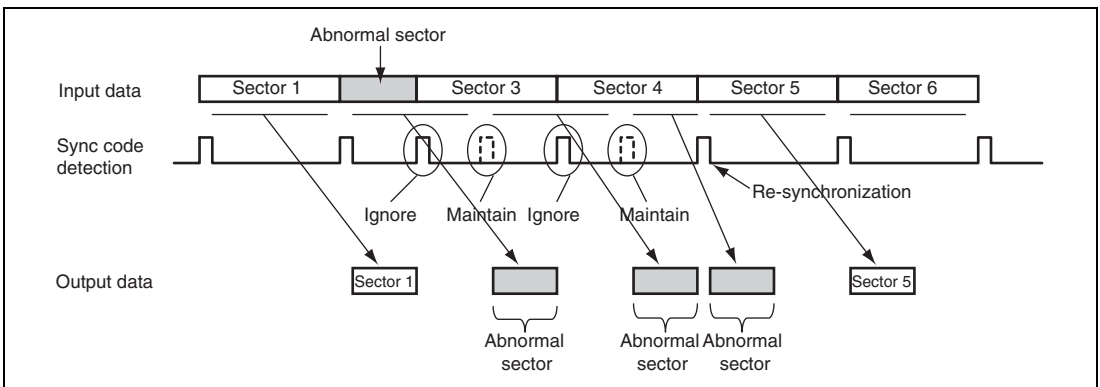 Abnormal sector
Input data
Sector 1
Sector 3
Sector 4
Sector 5
Sector 6
Sync code
detection
Ignore
Maintain
Ignore
Maintain
Re-synchronization
Output data
Sector 1
Sector 5
Abnormal
sector
Abnormal
sector
Abnormal
sector